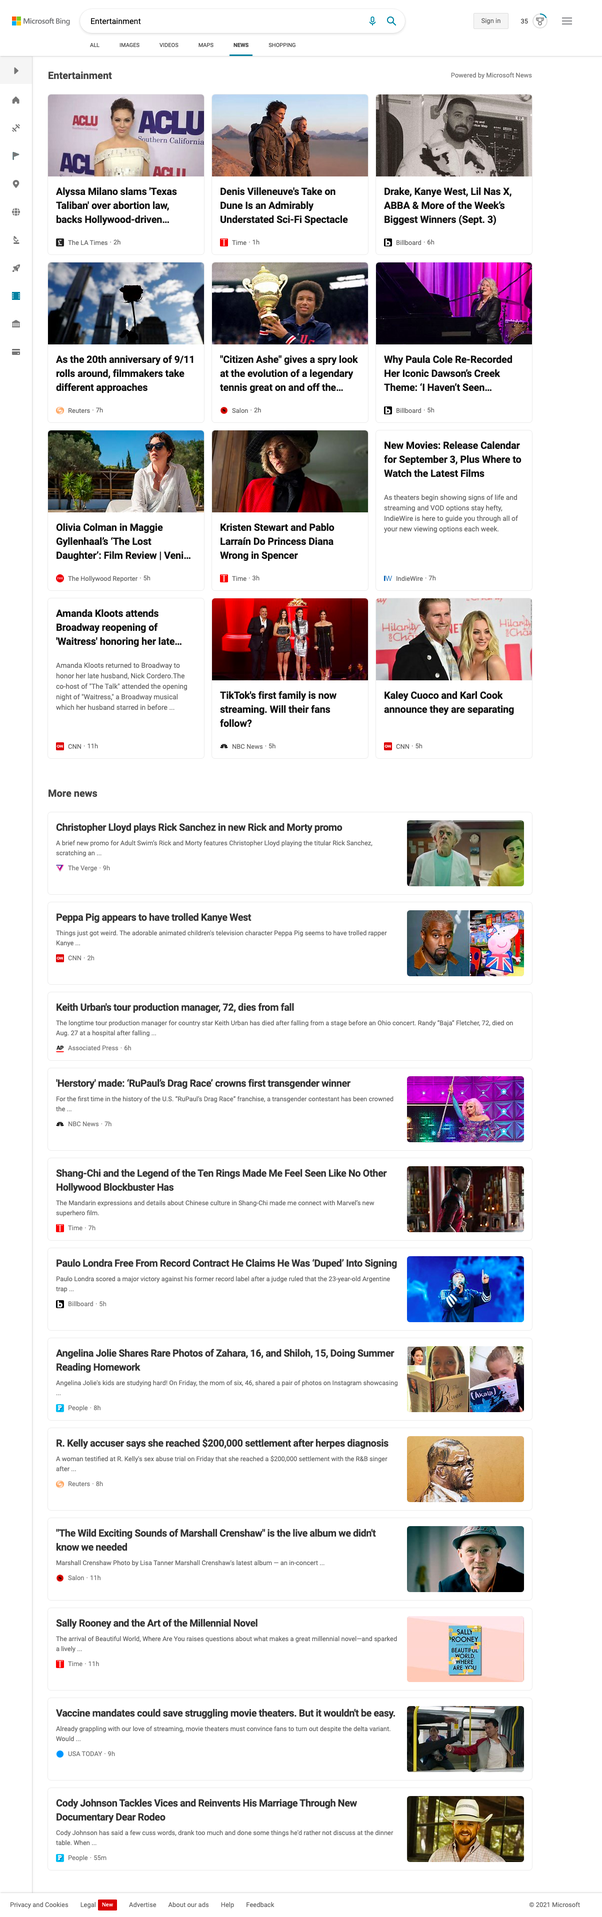 Microsoft Bing
Entertainment
Sign in
35
ALL IMAGES VIDEOS MAPS NEWS SHOPPING
Entertainment
Powered by Microsoft News
ACLU
ACLU
Southern California
ACL
Alyssa Milano slams 'Texas
Taliban' over abortion law,
backs Hollywood-driven...
The LA Times · 2h
Denis Villeneuve's Take on
Dune Is an Admirably
Understated Sci-Fi Spectacle
Time · 1h
Drake, Kanye West, Lil Nas X,
ABBA & More of the Week's
Biggest Winners (Sept. 3)
Billboard · 6h
As the 20th anniversary of 9/11
rolls around, filmmakers take
different approaches
Reuters · 7h
"Citizen Ashe" gives a spry look
at the evolution of a legendary
tennis great on and off the...
Salon · 2h
Why Paula Cole Re-Recorded
Her Iconic Dawson's Creek
Theme: 'I Haven't Seen...
Billboard · 5h
Olivia Colman in Maggie
Gyllenhaal's 'The Lost
Daughter': Film Review | Veni...
The Hollywood Reporter · 5h
Kristen Stewart and Pablo
Larraín Do Princess Diana
Wrong in Spencer
Time · 3h
New Movies: Release Calendar
for September 3, Plus Where to
Watch the Latest Films
As theaters begin showing signs of life and
streaming and VOD options stay hefty,
IndieWire is here to guide you through all of
your new viewing options each week.
IndieWire · 7h
Amanda Kloots attends
Broadway reopening of
'Waitress' honoring her late...
Amanda Kloots returned to Broadway to
honor her late husband, Nick Cordero.The
co-host of "The Talk" attended the opening
night of "Waitress," a Broadway musical
which her husband starred in before ...
CNN · 11h
TikTok's first family is now
streaming. Will their fans
follow?
NBC News · 5h
Kaley Cuoco and Karl Cook
announce they are separating
CNN · 5h
More news
Christopher Lloyd plays Rick Sanchez in new Rick and Morty promo
A brief new promo for Adult Swim's Rick and Morty features Christopher Lloyd playing the titular Rick Sanchez,
scratching an ...
The Verge · 9h
Peppa Pig appears to have trolled Kanye West
Things just got weird. The adorable animated children's television character Peppa Pig seems to have trolled rapper
Kanye ...
CNN · 2h
Keith Urban's tour production manager, 72, dies from fall
The longtime tour production manager for country star Keith Urban has died after falling from a stage before an Ohio concert. Randy "Baja" Fletcher, 72, died on
Aug. 27 at a hospital after falling ...
AP Associated Press · 6h
'Herstory' made: 'RuPaul's Drag Race' crowns first transgender winner
For the first time in the history of the U.S. "RuPaul's Drag Race" franchise, a transgender contestant has been crowned
the ...
NBC News · 7h
Shang-Chi and the Legend of the Ten Rings Made Me Feel Seen Like No Other
Hollywood Blockbuster Has
The Mandarin expressions and details about Chinese culture in Shang-Chi made me connect with Marvel's new
superhero film.
Time · 7h
Paulo Londra Free From Record Contract He Claims He Was 'Duped' Into Signing
Paulo Londra scored a major victory against his former record label after a judge ruled that the 23-year-old Argentine
trap ...
Billboard · 5h
Angelina Jolie Shares Rare Photos of Zahara, 16, and Shiloh, 15, Doing Summer
Reading Homework
Angelina Jolie's kids are studying hard! On Friday, the mom of six, 46, shared a pair of photos on Instagram showcasing
...
People · 8h
R. Kelly accuser says she reached $200,000 settlement after herpes diagnosis
A woman testified at R. Kelly's sex abuse trial on Friday that she reached a $200,000 settlement with the R&B singer
after ...
Reuters · 8h
"The Wild Exciting Sounds of Marshall Crenshaw" is the live album we didn't
know we needed
Marshall Crenshaw Photo by Lisa Tanner Marshall Crenshaw's latest album — an in-concert ...
Salon · 11h
Sally Rooney and the Art of the Millennial Novel
The arrival of Beautiful World, Where Are You raises questions about what makes a great millennial novel—and sparked
a lively ...
Time · 11h
SALLY
ROONEY
BEAUTIFUL
WORLD,
WHERE
ARE YOU
Vaccine mandates could save struggling movie theaters. But it wouldn't be easy.
Already grappling with our love of streaming, movie theaters must convince fans to turn out despite the delta variant.
Would ...
USA TODAY · 9h
Cody Johnson Tackles Vices and Reinvents His Marriage Through New
Documentary Dear Rodeo
Cody Johnson has said a few cuss words, drank too much and done some things he'd rather not discuss at the dinner
table. When ...
People · 55m
Privacy and Cookies Legal New Advertise About our ads Help Feedback © 2021 Microsoft